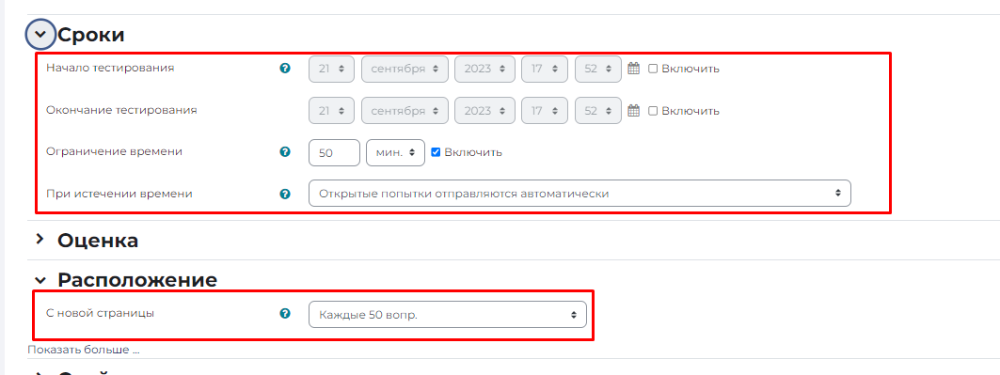 Сроки
Начало тестирования ? 21 сентября 2023 17 52 Включить
Окончание тестирования 21 сентября 2023 17 52 Включить
Ограничение времени ? 50 мин. Включить
При истечении времени ? Открытые попытки отправляются автоматически
Оценка
Расположение
С новой страницы ? Каждые 50 вопр.
Показать больше ...